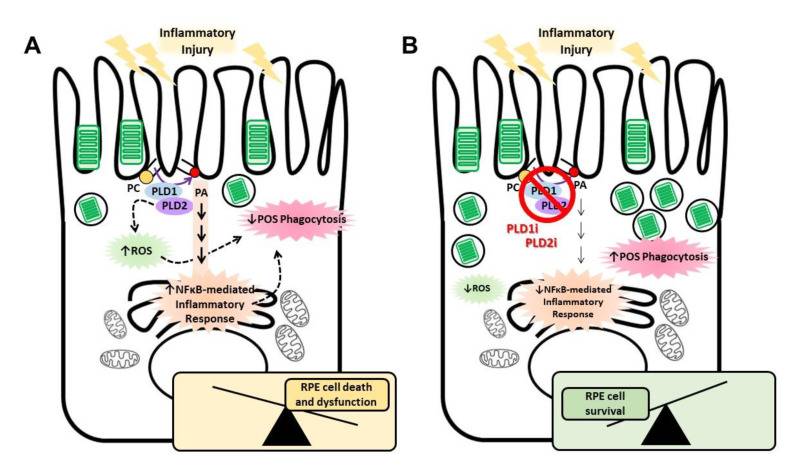 A
Inflammatory
Injury
PC
PLD1
PLD2
PA
↓POS Phagocytosis
↑ROS
↑NFκB-mediated
Inflammatory
Response
RPE cell death
and dysfunction
B
Inflammatory
Injury
PC
PLD1
PLD2
PA
PLD1i
PLD2i
↑POS Phagocytosis
↓ROS
↓NFκB-mediated
Inflammatory
Response
RPE cell
survival